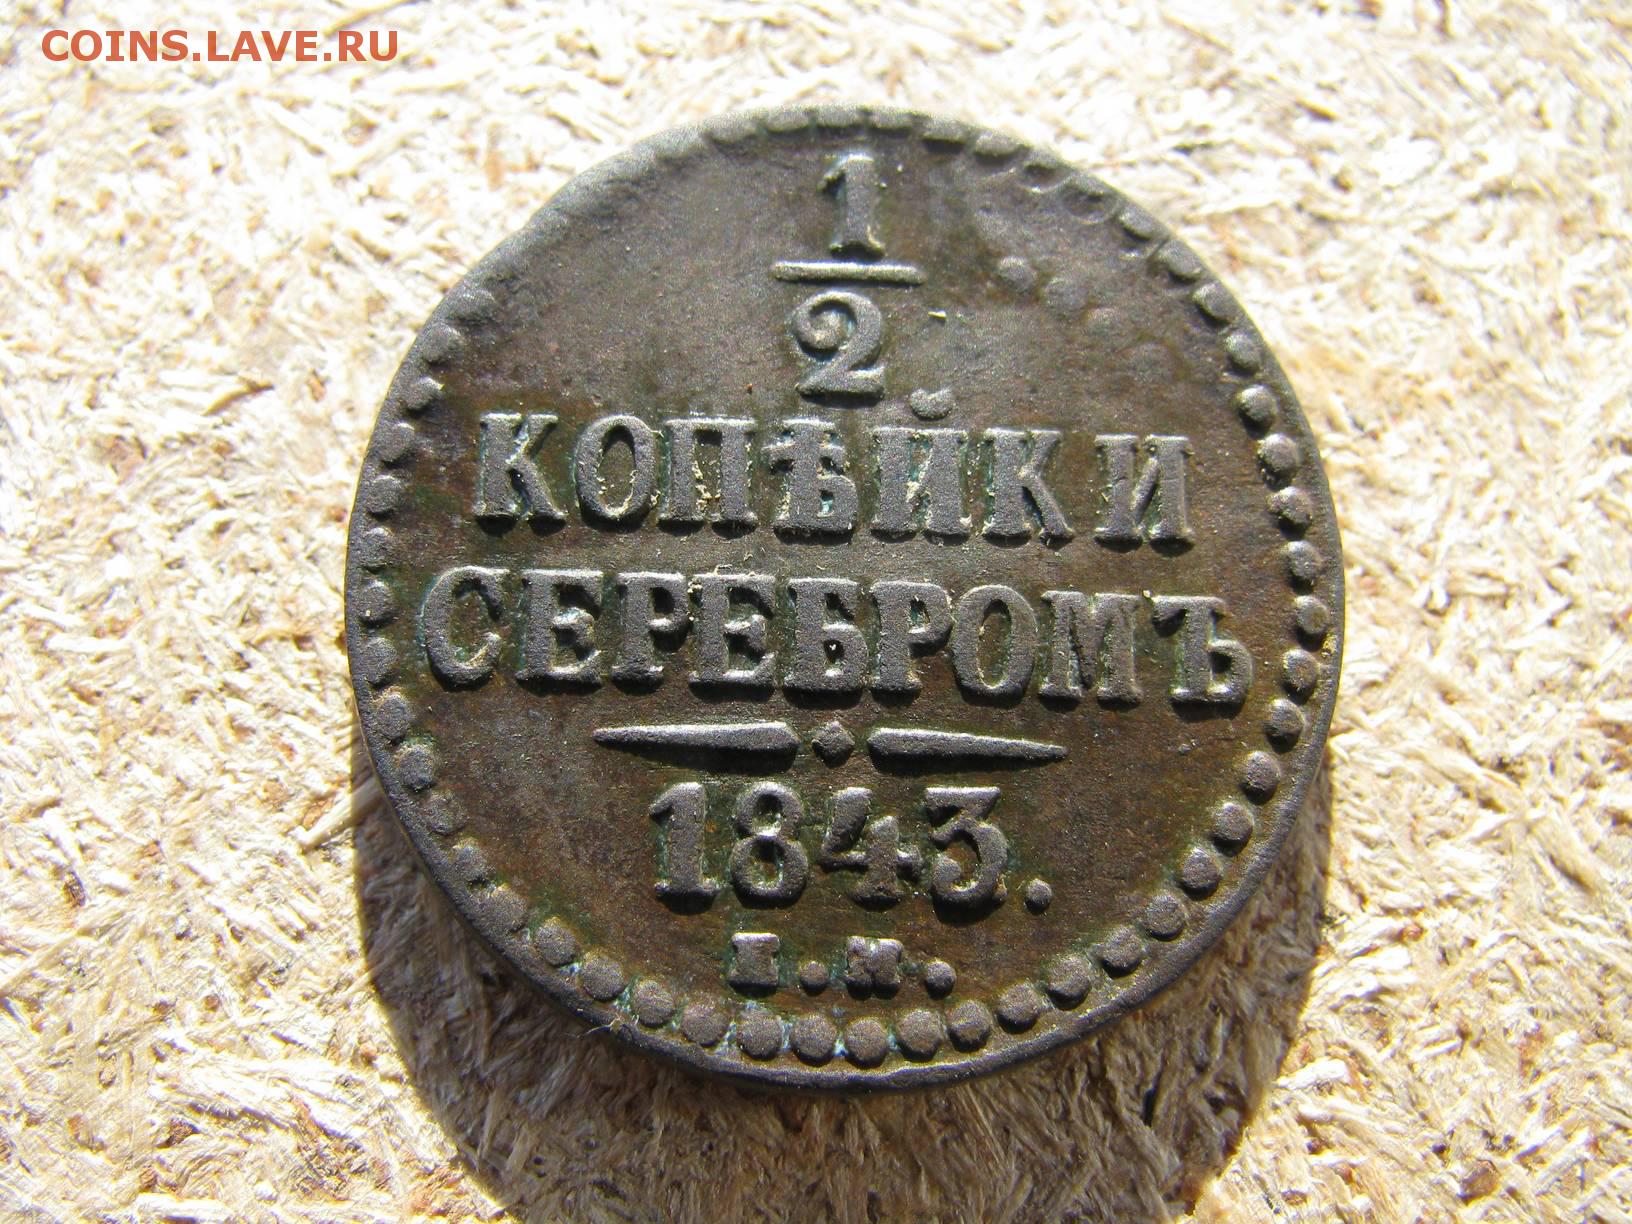 COINS.LAVE.RU
1
2
КОПѢЙКИ
СЕРЕБРОМЪ
1843.
Е.М.